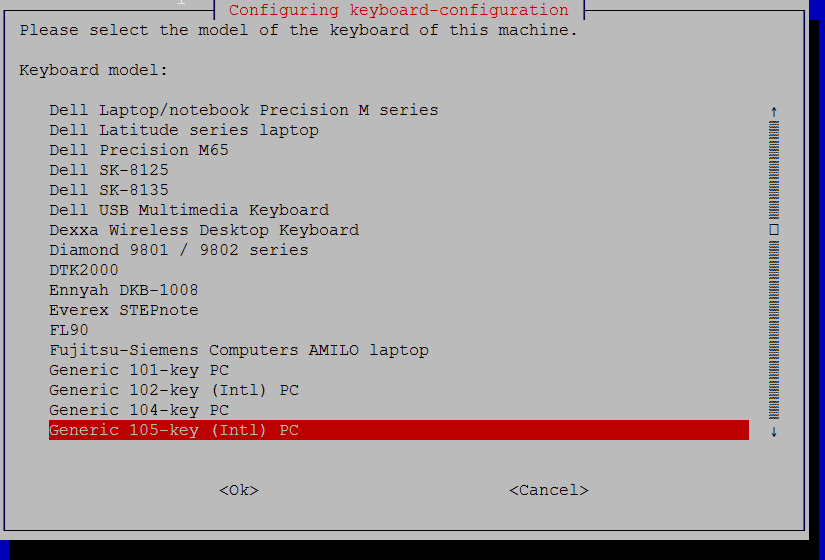 Configuring keyboard-configuration
Please select the model of the keyboard of this machine.
Keyboard model:
Dell Laptop/notebook Precision M series
Dell Latitude series laptop
Dell Precision M65
Dell SK-8125
Dell SK-8135
Dell USB Multimedia Keyboard
Dexxa Wireless Desktop Keyboard
Diamond 9801 / 9802 series
DTK2000
Ennyah DKB-1008
Everex STEPnote
FL90
Fujitsu-Siemens Computers AMILO laptop
Generic 101-key PC
Generic 102-key (Intl) PC
Generic 104-key PC
Generic 105-key (Intl) PC
<Ok> <Cancel>